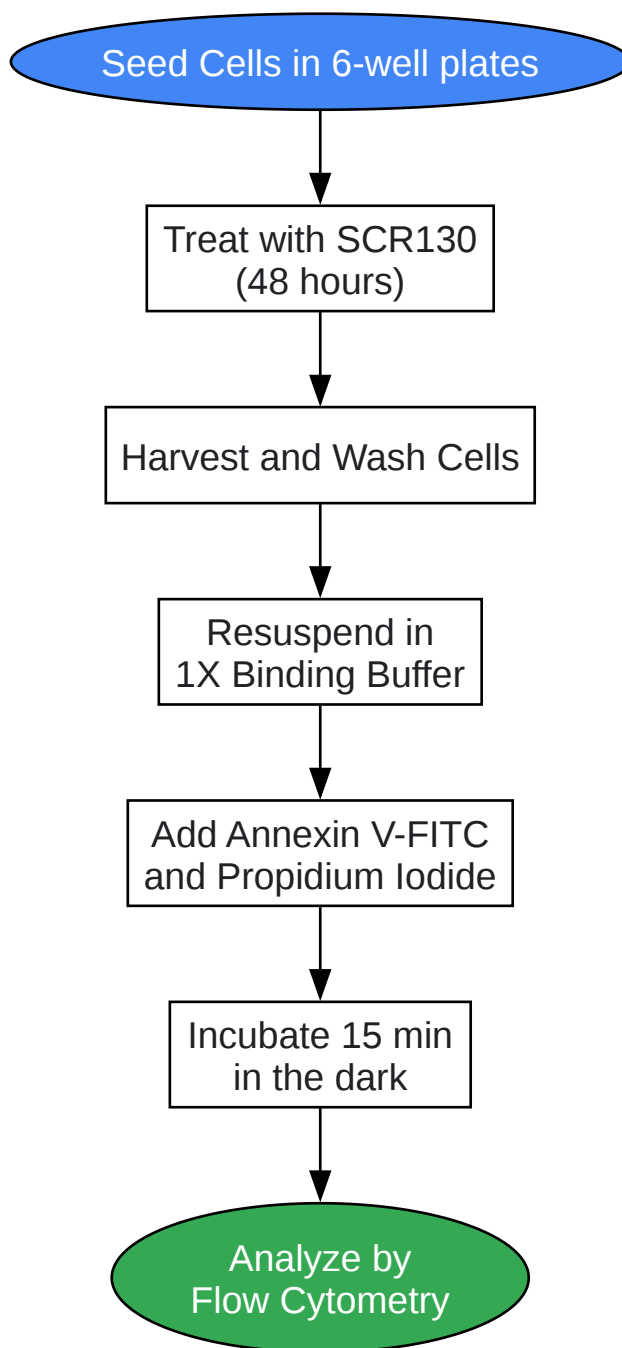 Seed Cells in 6-well plates
Treat with SCR130
(48 hours)
Harvest and Wash Cells
Resuspend in
1X Binding Buffer
Add Annexin V-FITC
and Propidium Iodide
Incubate 15 min
in the dark
Analyze by
Flow Cytometry